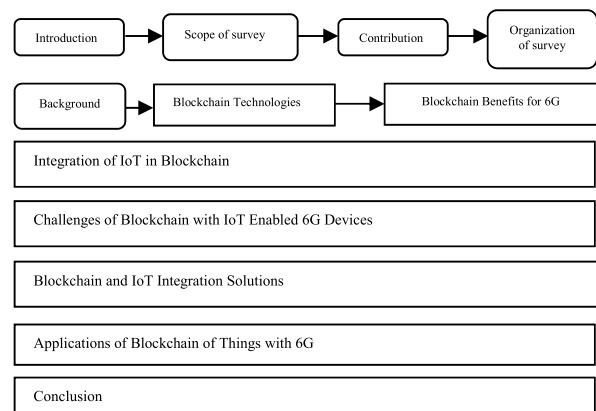 Introduction
Scope of survey
Contribution
Organization
of survey
Background
Blockchain Technologies
Blockchain Benefits for 6G
Integration of IoT in Blockchain
Challenges of Blockchain with IoT Enabled 6G Devices
Blockchain and IoT Integration Solutions
Applications of Blockchain of Things with 6G
Conclusion